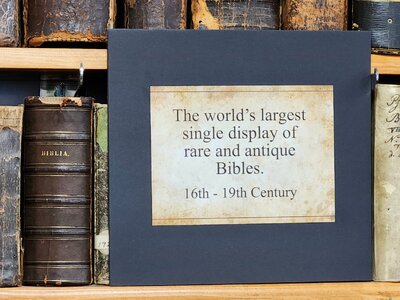 The world's largest
single display of
rare and antique
Bibles.
16th - 19th Century
BIBLIA